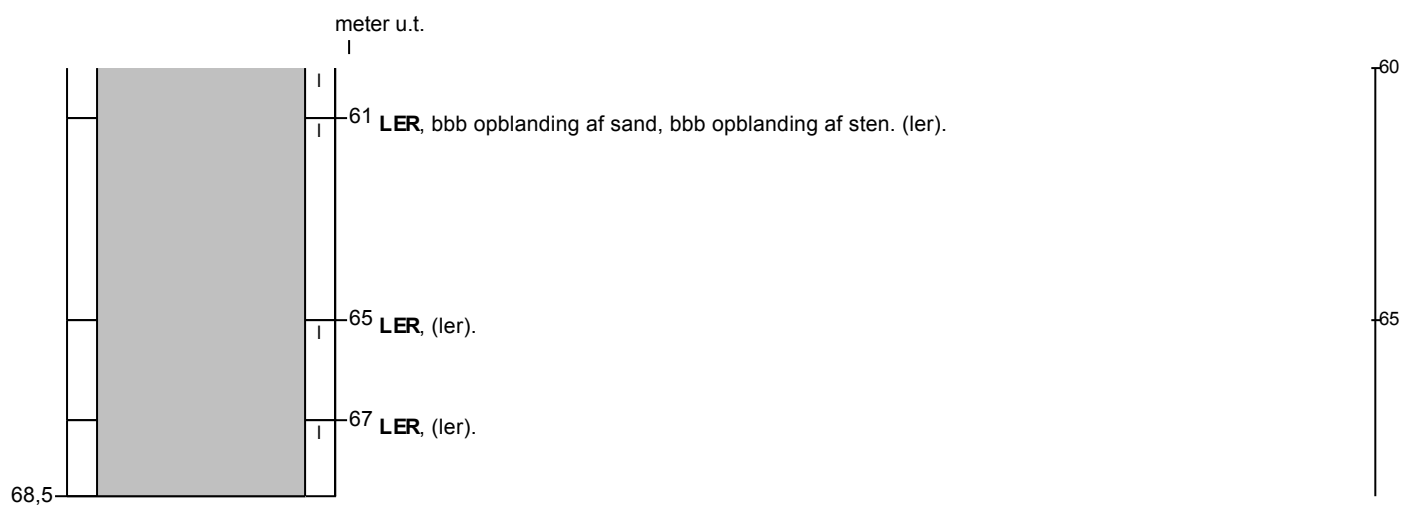 meter u.t.
60
61 LER, bbb opblanding af sand, bbb opblanding af sten. (ler).
65 LER, (ler).
65
67 LER, (ler).
68,5